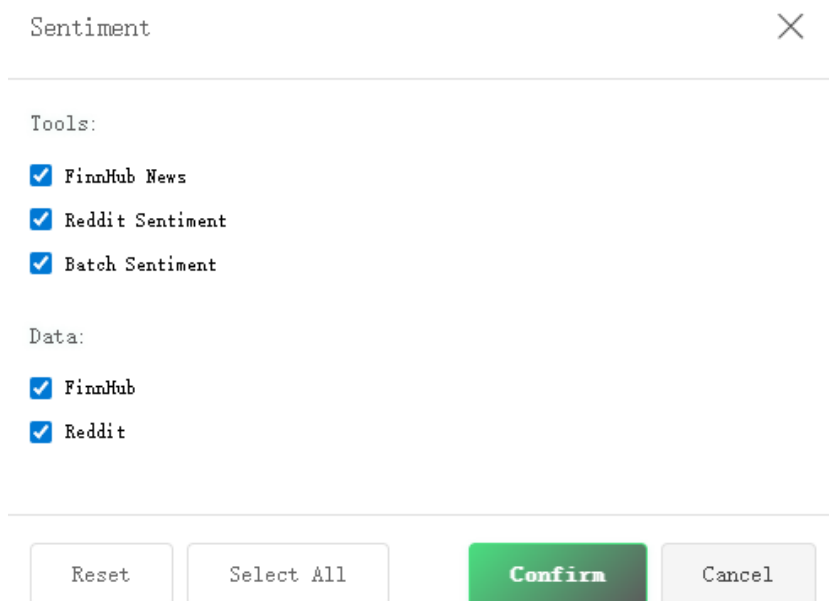 Sentiment
Tools:
FinnHub News
Reddit Sentiment
Batch Sentiment
Data:
FinnHub
Reddit
Reset Select All Confirm Cancel